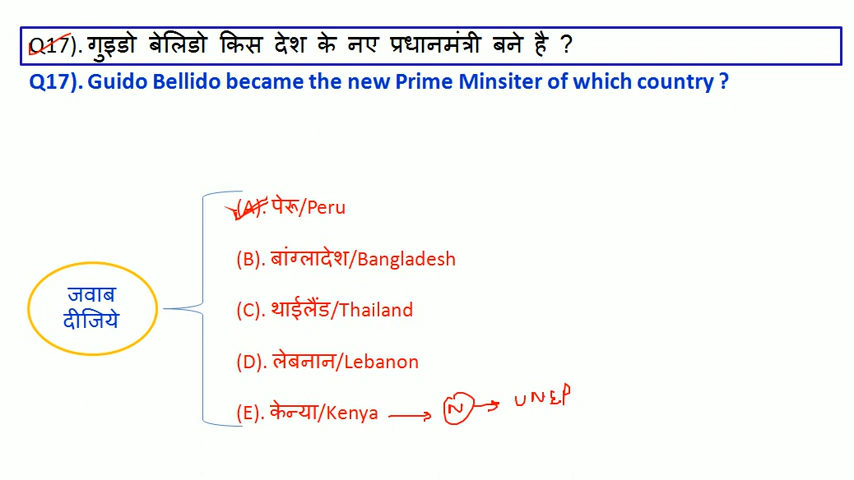 Q17). गुइडो बेलिडो किस देश के नए प्रधानमंत्री बने है ?
Q17). Guido Bellido became the new Prime Minsiter of which country ?
(A). पेरू/Peru
(B). बांग्लादेश/Bangladesh
जवाब
दीजिये
(C). थाईलैंड/Thailand
(D). लेबनान/Lebanon
(E). केन्या/Kenya → N → UNEP